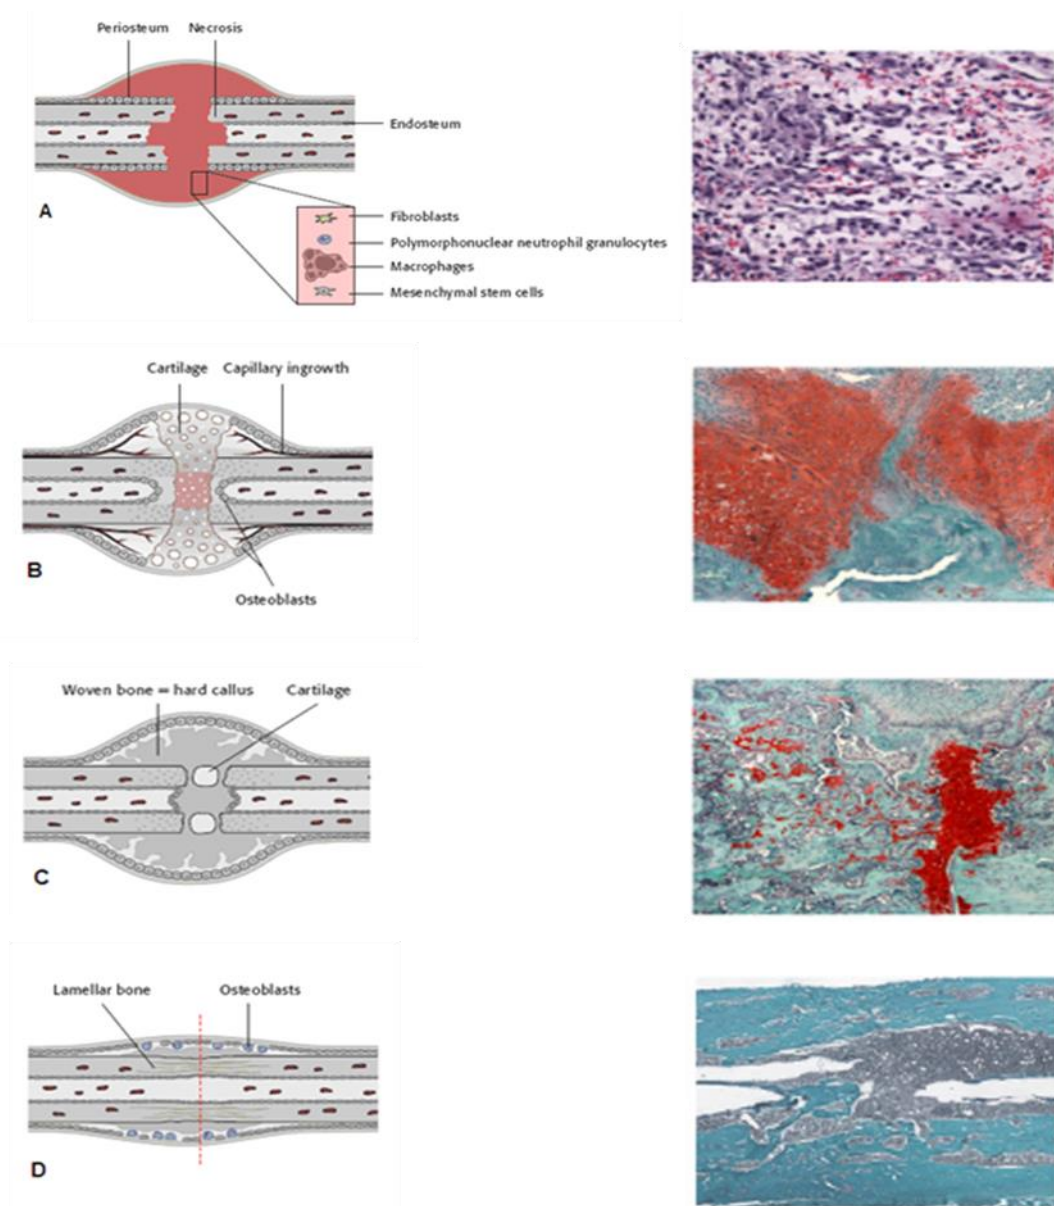 Periosteum Necrosis
Endosteum
A
Fibroblasts
Polymorphonuclear neutrophil granulocytes
Macrophages
Mesenchymal stem cells
Cartilage Capillary ingrowth
B
Osteoblasts
Woven bone = hard callus Cartilage
C
Lamellar bone Osteoblasts
D